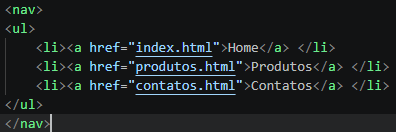 <nav>
<ul>
    <li><a href="index.html">Home</a> </li>
    <li><a href="produtos.html">Produtos</a> </li>
    <li><a href="contatos.html">Contatos</a> </li>
</ul>
</nav>